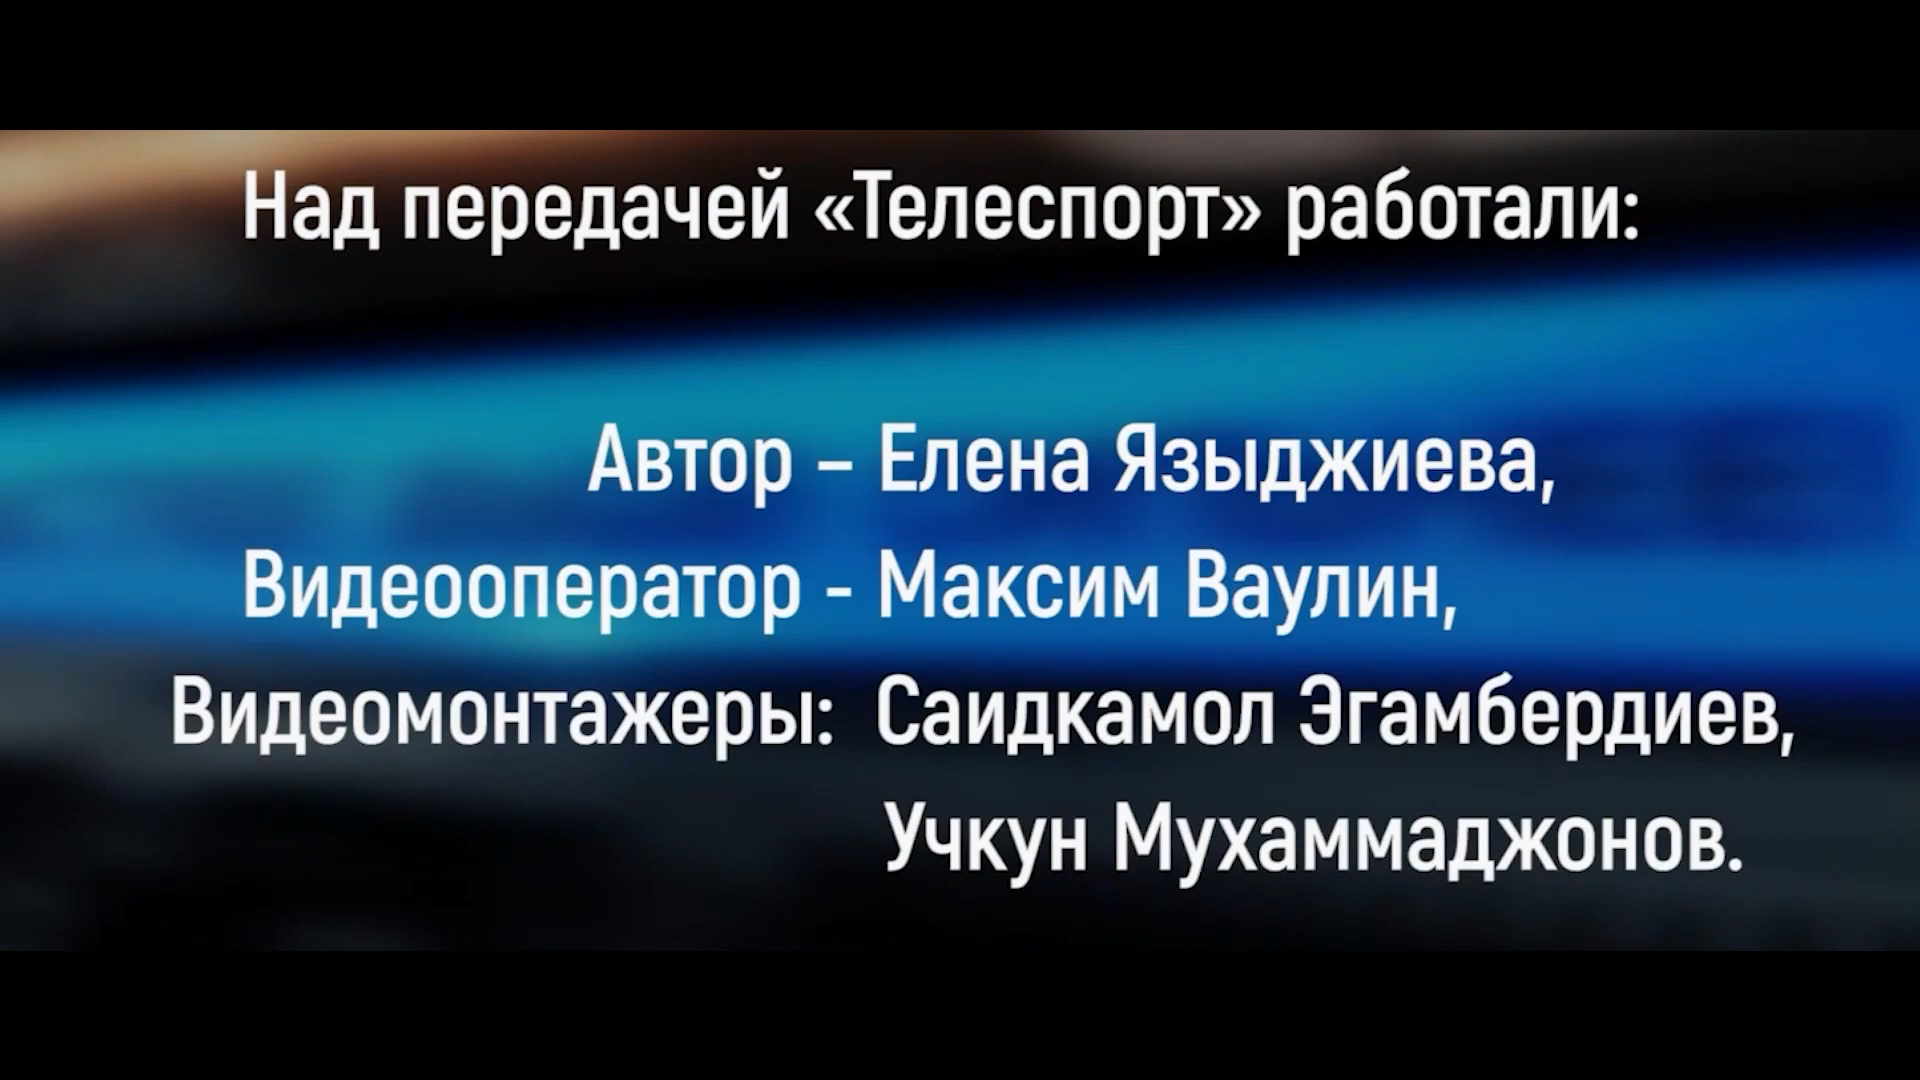 Над передачей «Телеспорт» работали:
Автор – Елена Языджиева,
Видеооператор - Максим Ваулин,
Видеомонтажеры: Саидкамол Эгамбердиев,
Учкун Мухаммаджонов.